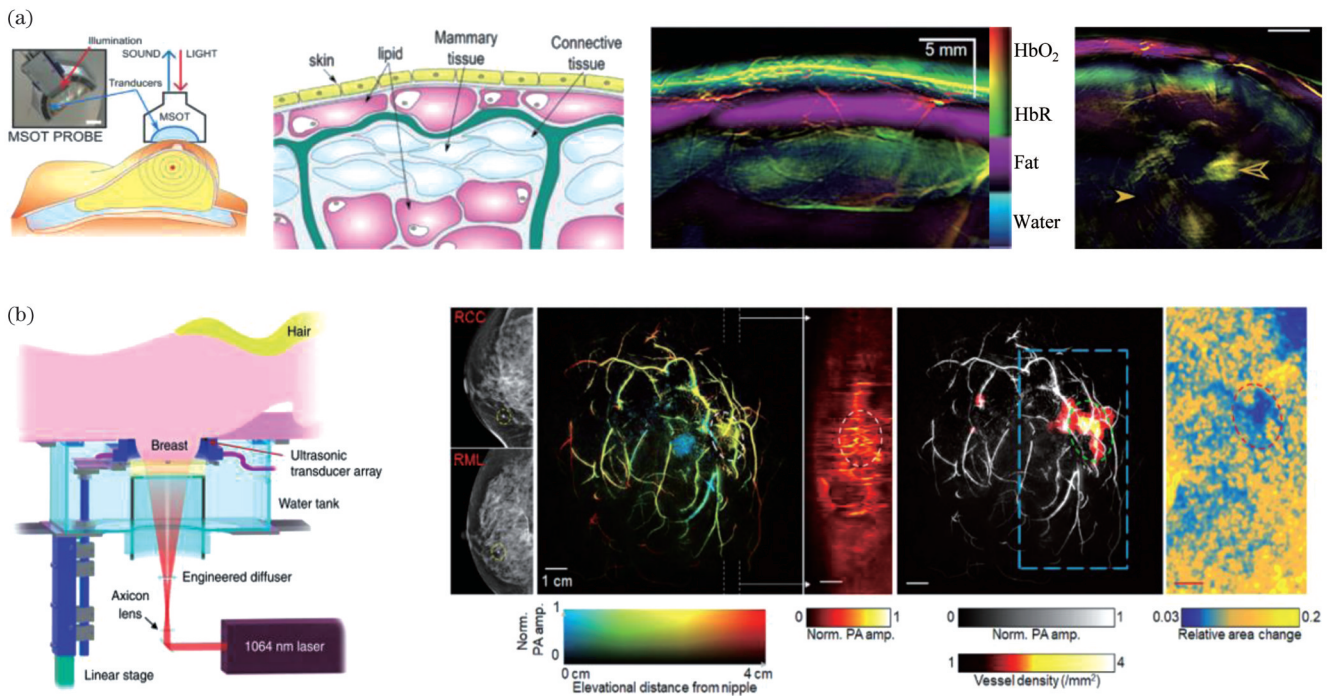 (a)
Illumination
SOUND
LIGHT
Tranducers
MSOT
MSOT PROBE
skin
lipid
Mammary
tissue
Connective
tissue
5 mm
HbO2
HbR
Fat
Water
(b)
Hair
Breast
Ultrasonic
transducer array
Water tank
Engineered diffuser
Axicon
lens
1064 nm laser
Linear stage
RCC
RML
1 cm
1
Norm.
PA amp.
0
0 cm
4 cm
Elevational distance from nipple
0
1
Norm. PA amp.
0
1
Norm. PA amp.
1
4
Vessel density (/mm²)
0.03
0.2
Relative area change